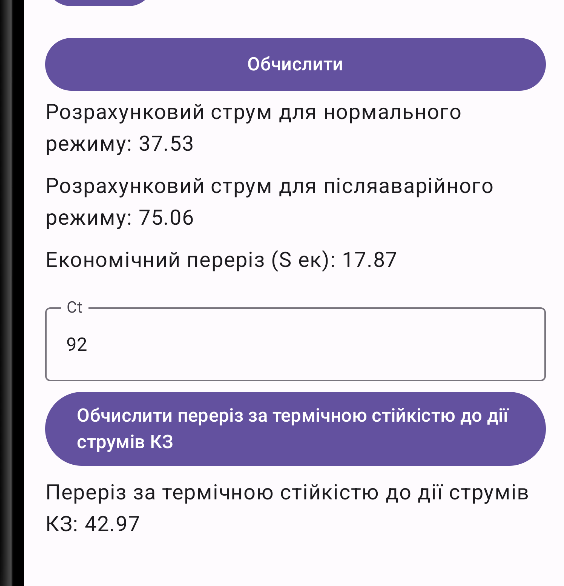 Обчислити
Розрахунковий струм для нормального
режиму: 37.53
Розрахунковий струм для післяаварійного
режиму: 75.06
Економічний переріз (S ек): 17.87
Ct
92
Обчислити переріз за термічною стійкістю до дії
струмів КЗ
Переріз за термічною стійкістю до дії струмів
КЗ: 42.97